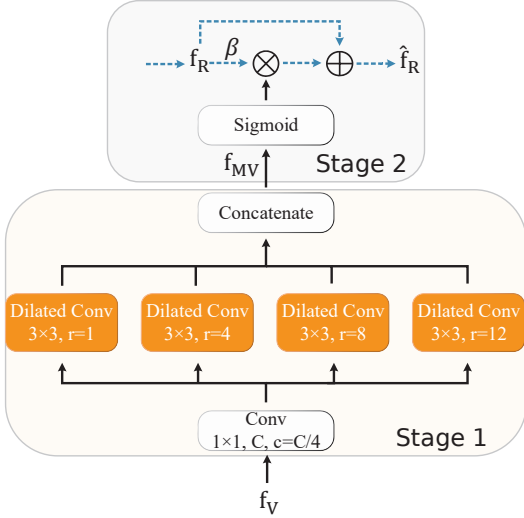 f_R β f̂_R
Sigmoid
f_MV Stage 2
Concatenate
Dilated Conv
3×3, r=1
Dilated Conv
3×3, r=4
Dilated Conv
3×3, r=8
Dilated Conv
3×3, r=12
Conv
1×1, C, c=C/4
Stage 1
f_V